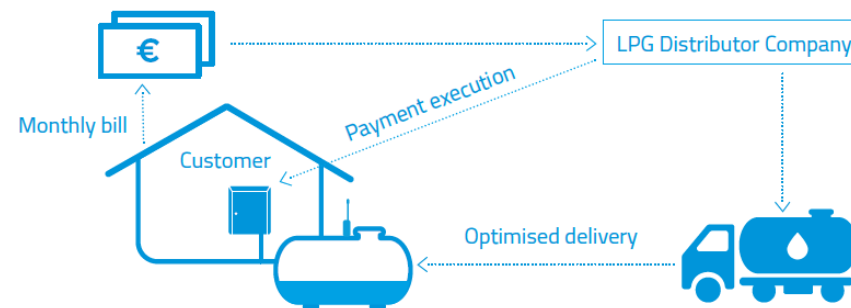 €
LPG Distributor Company
Payment execution
Monthly bill
Customer
Optimised delivery